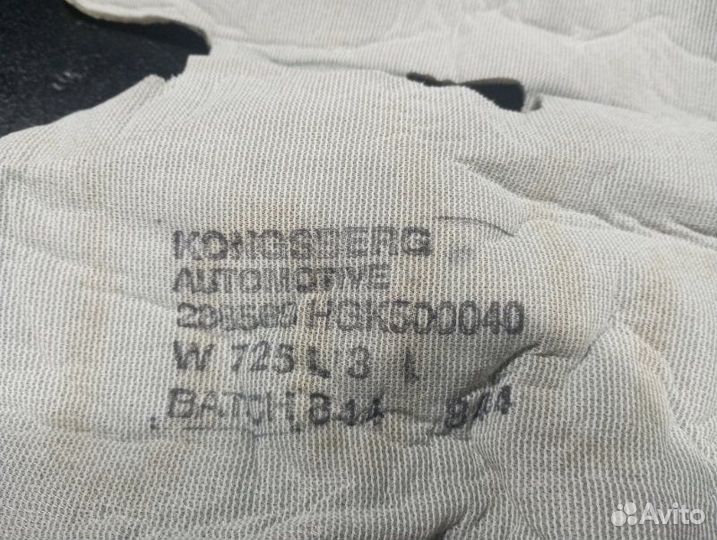 KONGSBERG
AUTOMOTIVE
HGK500040
W 725 L 3 L
BATCH 844 844
Avito